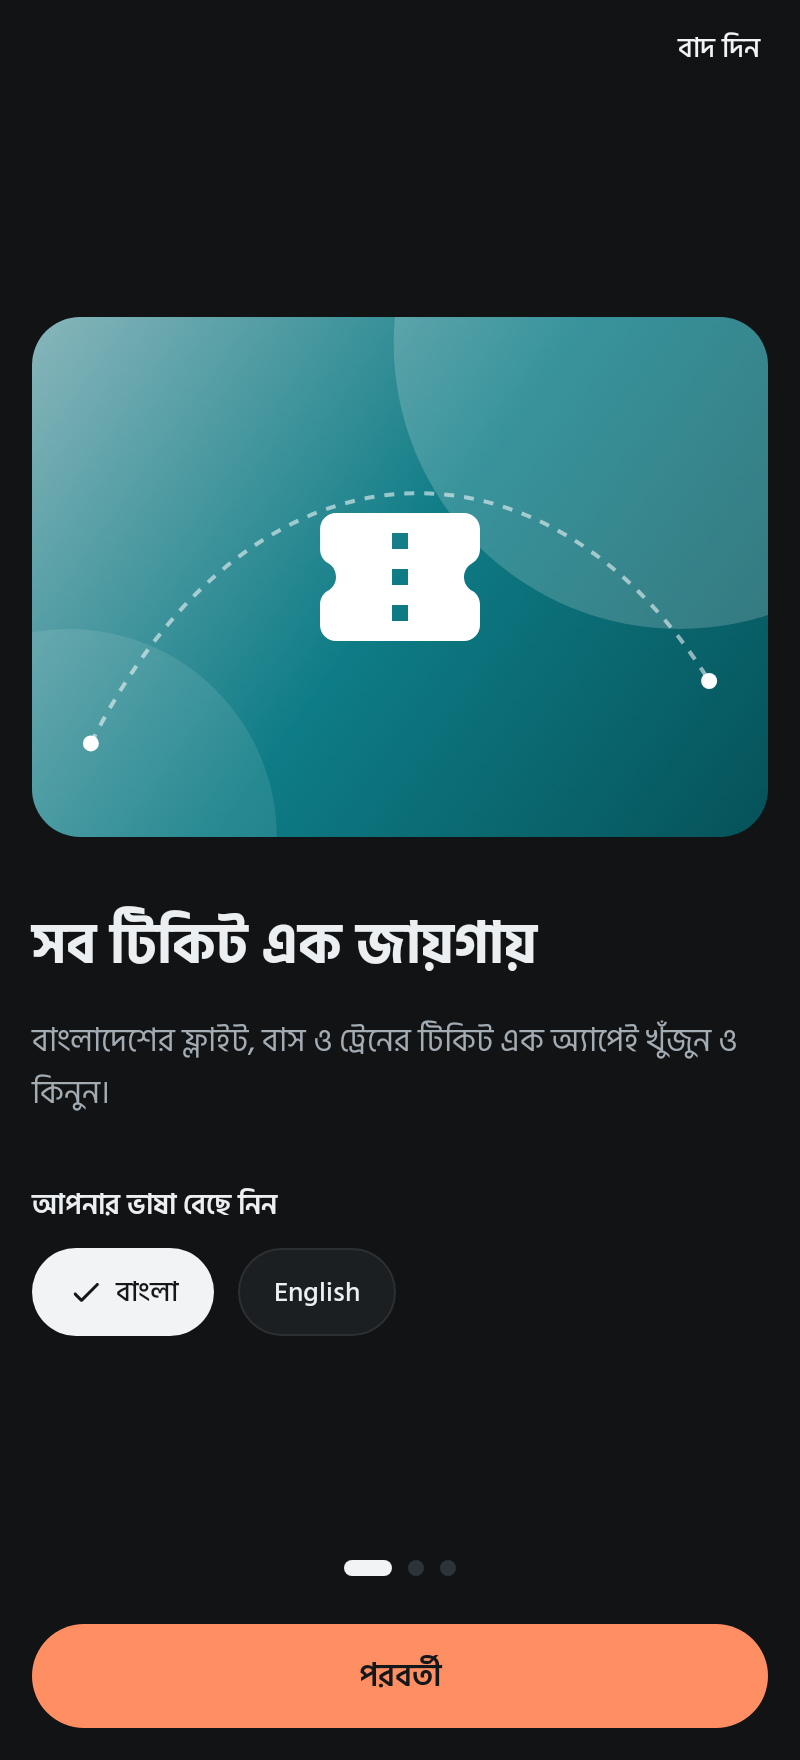 বাদ দিন
সব টিকিট এক জায়গায়
বাংলাদেশের ফ্লাইট, বাস ও ট্রেনের টিকিট এক অ্যাপেই খুঁজুন ও
কিনুন।
আপনার ভাষা বেছে নিন
বাংলা
English
পরবর্তী